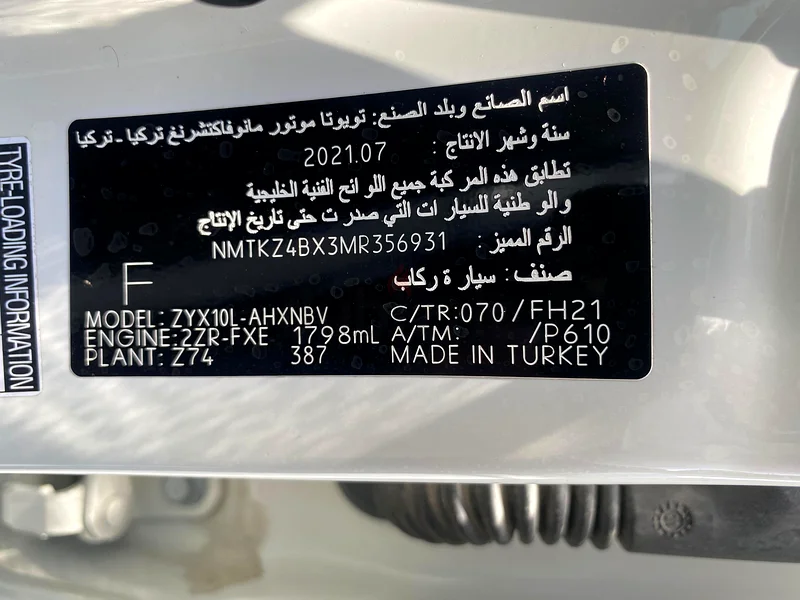 اسم الصانع وبلد الصنع: تويوتا موتور مانوفاكتشرنغ تركيا - تركيا
سنة وشهر الانتاج : 2021.07
تطابق هذه المركبة جميع اللوائح الفنية الخليجية
والوطنية للسيارات التي صدرت حتى تاريخ الإنتاج
الرقم المميز : NMTKZ4BX3MR356931
صنف : سيارة ركاب
F
MODEL: ZYX10L-AHXNBV C/TR:070/FH21
ENGINE:2ZR-FXE 1798mL A/TM: /P610
PLANT: Z74 387 MADE IN TURKEY
TYRE-LOADING INFORMATION